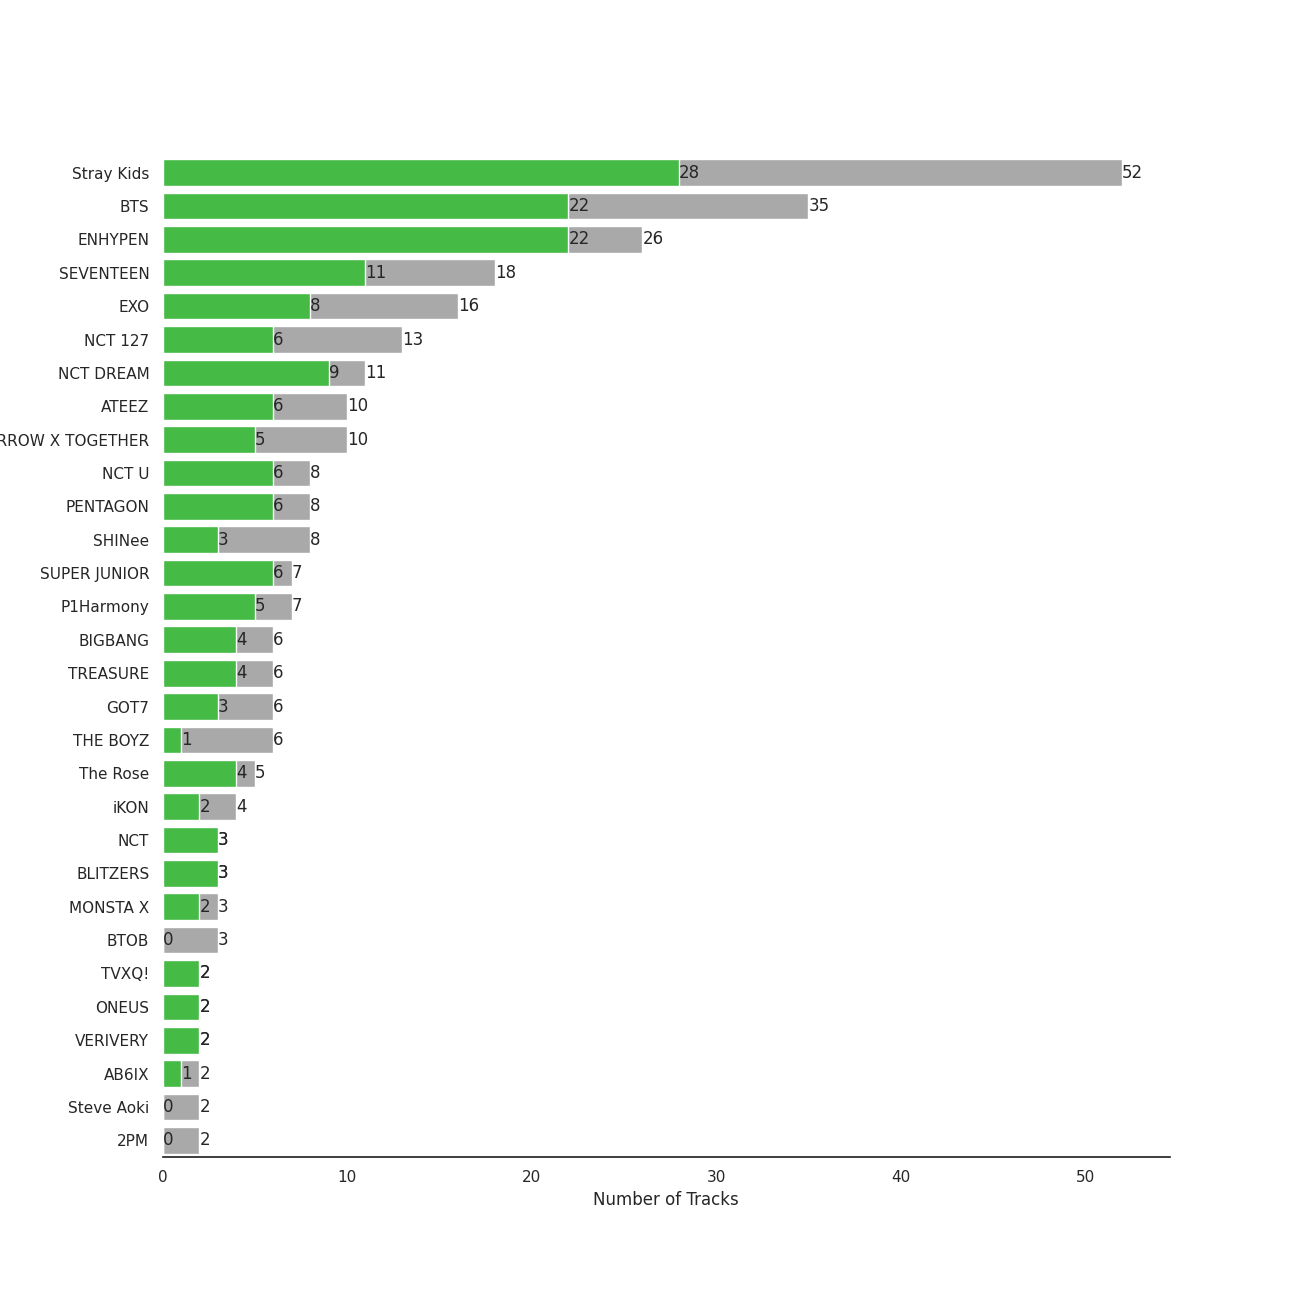 Stray Kids 28 52
BTS 22 35
ENHYPEN 22 26
SEVENTEEN 11 18
EXO 8 16
NCT 127 6 13
NCT DREAM 9 11
ATEEZ 6 10
RROW X TOGETHER 5 10
NCT U 6 8
PENTAGON 6 8
SHINee 3 8
SUPER JUNIOR 6 7
P1Harmony 5 7
BIGBANG 4 6
TREASURE 4 6
GOT7 3 6
THE BOYZ 1 6
The Rose 4 5
iKON 2 4
NCT 3
BLITZERS 3
MONSTA X 2 3
BTOB 0 3
TVXQ! 2
ONEUS 2
VERIVERY 2
AB6IX 1 2
Steve Aoki 0 2
2PM 0 2
0 10 20 30 40 50
Number of Tracks